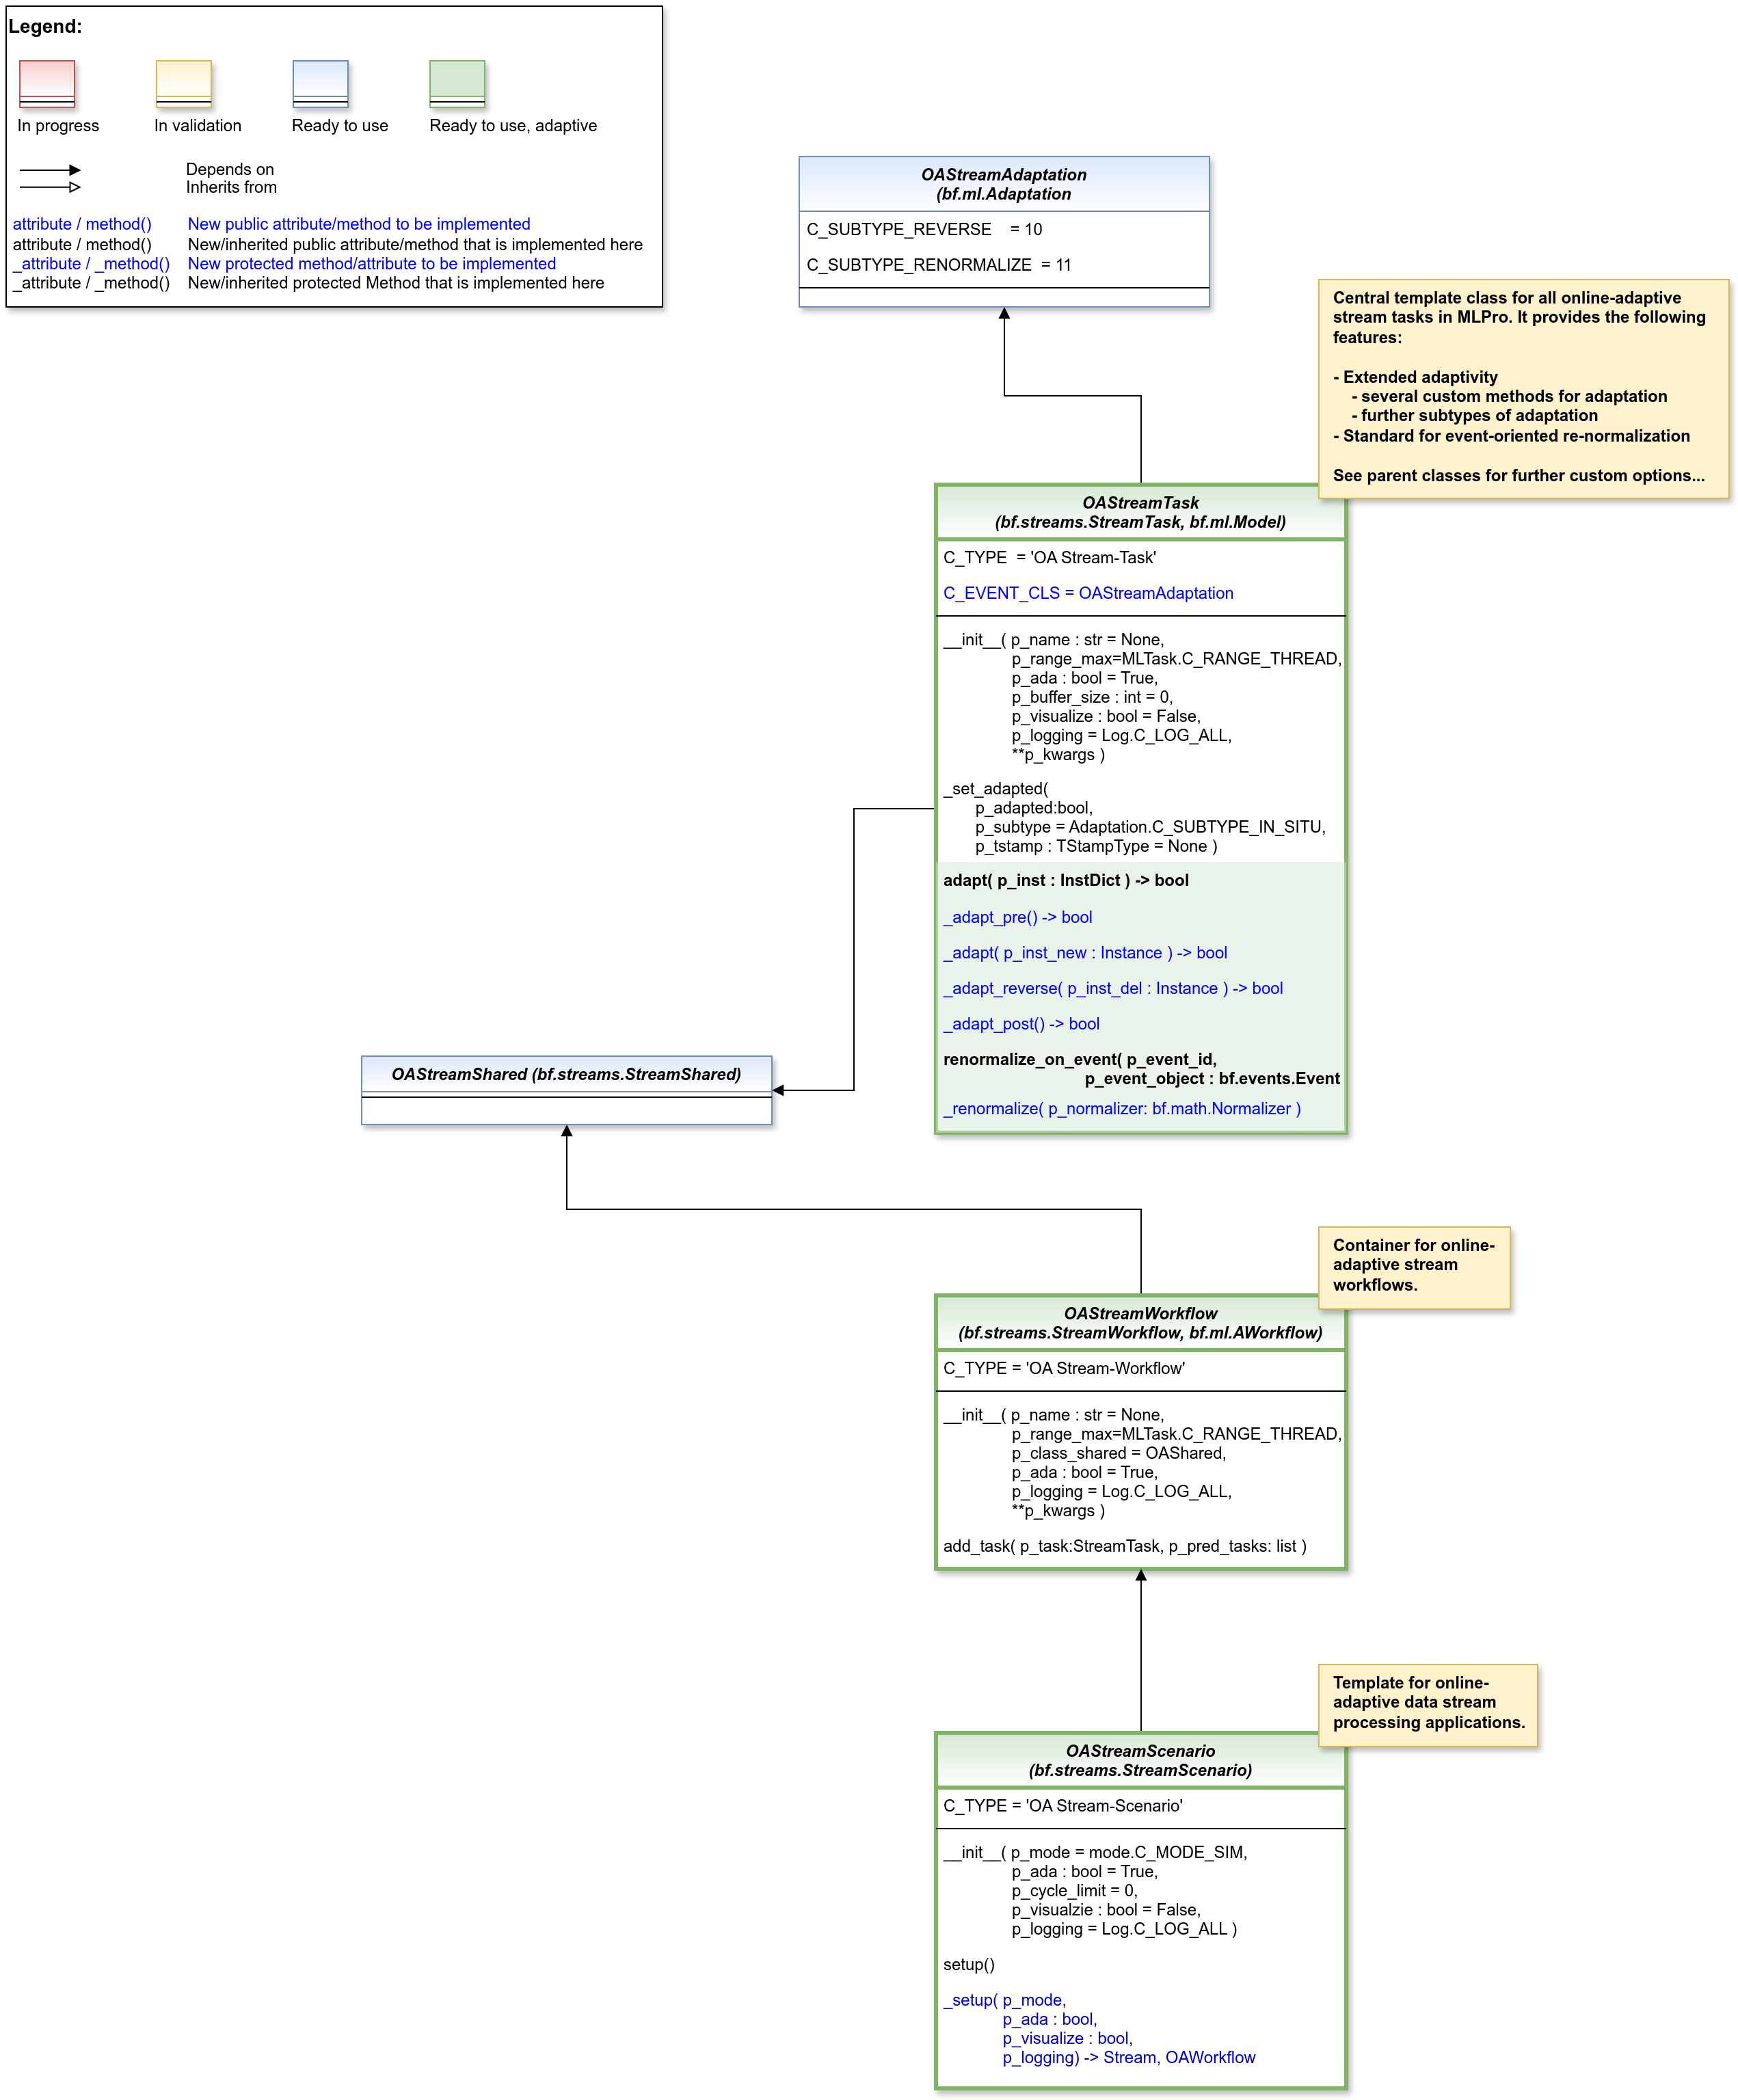 Legend:
In progress
In validation
Ready to use
Ready to use, adaptive
Depends on
Inherits from
attribute / method() New public attribute/method to be implemented
attribute / method() New/inherited public attribute/method that is implemented here
_attribute / _method() New protected method/attribute to be implemented
_attribute / _method() New/inherited protected Method that is implemented here
OAStreamAdaptation
(bf.ml.Adaptation
C_SUBTYPE_REVERSE = 10
C_SUBTYPE_RENORMALIZE = 11
Central template class for all online-adaptive
stream tasks in MLPro. It provides the following
features:
- Extended adaptivity
- several custom methods for adaptation
- further subtypes of adaptation
- Standard for event-oriented re-normalization
See parent classes for further custom options...
OAStreamTask
(bf.streams.StreamTask, bf.ml.Model)
C_TYPE = 'OA Stream-Task'
C_EVENT_CLS = OAStreamAdaptation
__init__( p_name : str = None,
p_range_max=MLTask.C_RANGE_THREAD,
p_ada : bool = True,
p_buffer_size : int = 0,
p_visualize : bool = False,
p_logging = Log.C_LOG_ALL,
**p_kwargs )
_set_adapted(
p_adapted:bool,
p_subtype = Adaptation.C_SUBTYPE_IN_SITU,
p_tstamp : TStampType = None )
adapt( p_inst : InstDict ) -> bool
_adapt_pre() -> bool
_adapt( p_inst_new : Instance ) -> bool
_adapt_reverse( p_inst_del : Instance ) -> bool
_adapt_post() -> bool
renormalize_on_event( p_event_id,
p_event_object : bf.events.Event
_renormalize( p_normalizer: bf.math.Normalizer )
OAStreamShared (bf.streams.StreamShared)
Container for online-
adaptive stream
workflows.
OAStreamWorkflow
(bf.streams.StreamWorkflow, bf.ml.AWorkflow)
C_TYPE = 'OA Stream-Workflow'
__init__( p_name : str = None,
p_range_max=MLTask.C_RANGE_THREAD,
p_class_shared = OAShared,
p_ada : bool = True,
p_logging = Log.C_LOG_ALL,
**p_kwargs )
add_task( p_task:StreamTask, p_pred_tasks: list )
Template for online-
adaptive data stream
processing applications.
OAStreamScenario
(bf.streams.StreamScenario)
C_TYPE = 'OA Stream-Scenario'
__init__( p_mode = mode.C_MODE_SIM,
p_ada : bool = True,
p_cycle_limit = 0,
p_visualzie : bool = False,
p_logging = Log.C_LOG_ALL )
setup()
_setup( p_mode,
p_ada : bool,
p_visualize : bool,
p_logging) -> Stream, OAWorkflow